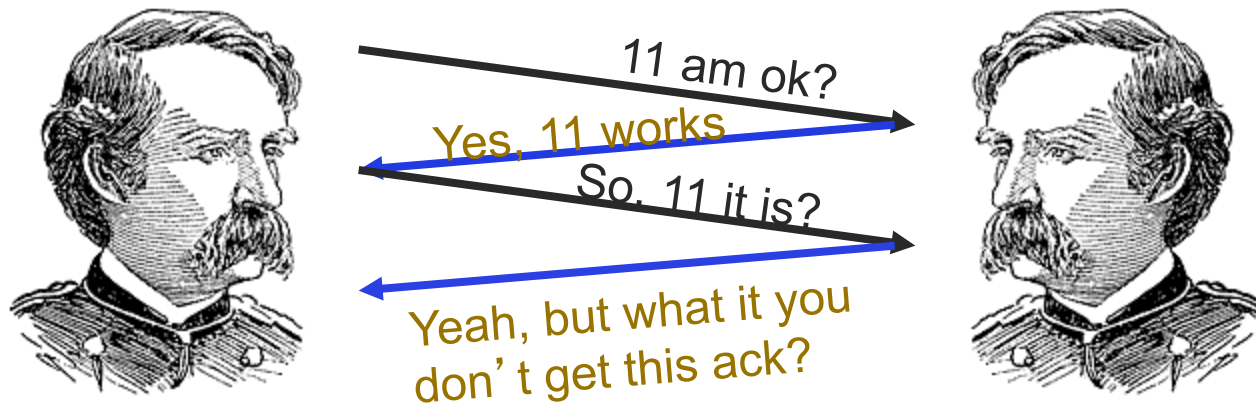 11 am ok?
Yes, 11 works
So, 11 it is?
Yeah, but what it you
don’t get this ack?